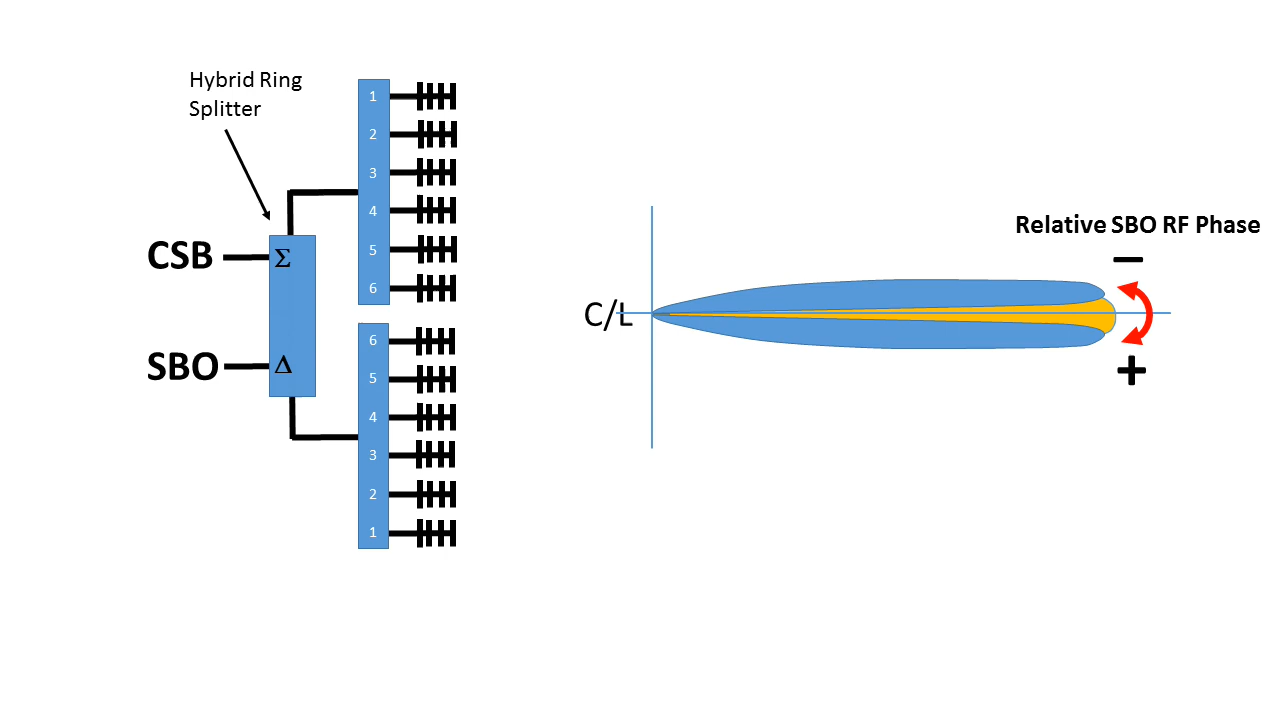 Hybrid Ring
Splitter
CSB
Σ
SBO
Δ
1
2
3
4
5
6
6
5
4
3
2
1
C/L
Relative SBO RF Phase
−
+